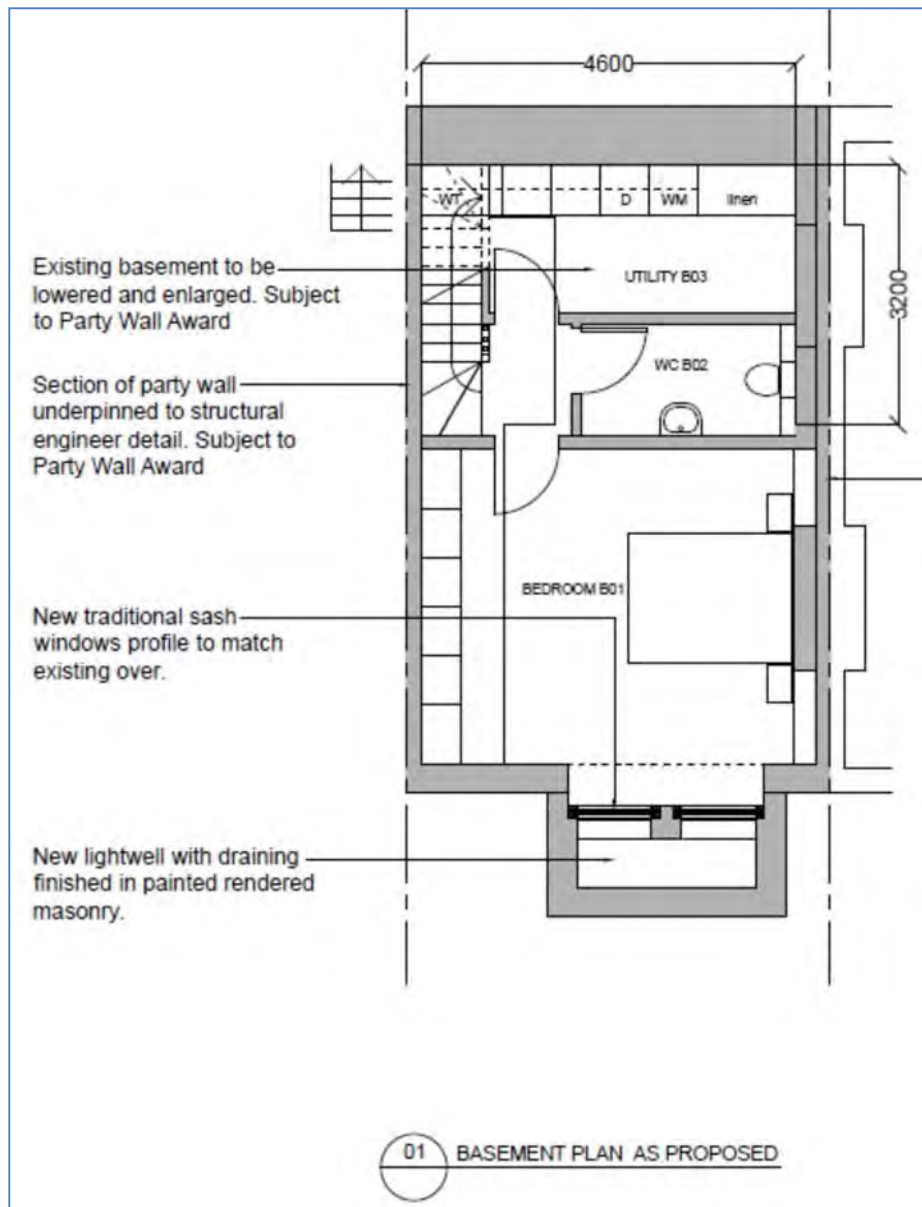 4600
WT
D
WM
linen
Existing basement to be
lowered and enlarged. Subject
to Party Wall Award
UTILITY B03
3200
WC B02
Section of party wall
underpinned to structural
engineer detail. Subject to
Party Wall Award
BEDROOM B01
New traditional sash
windows profile to match
existing over.
New lightwell with draining
finished in painted rendered
masonry.
01 BASEMENT PLAN AS PROPOSED